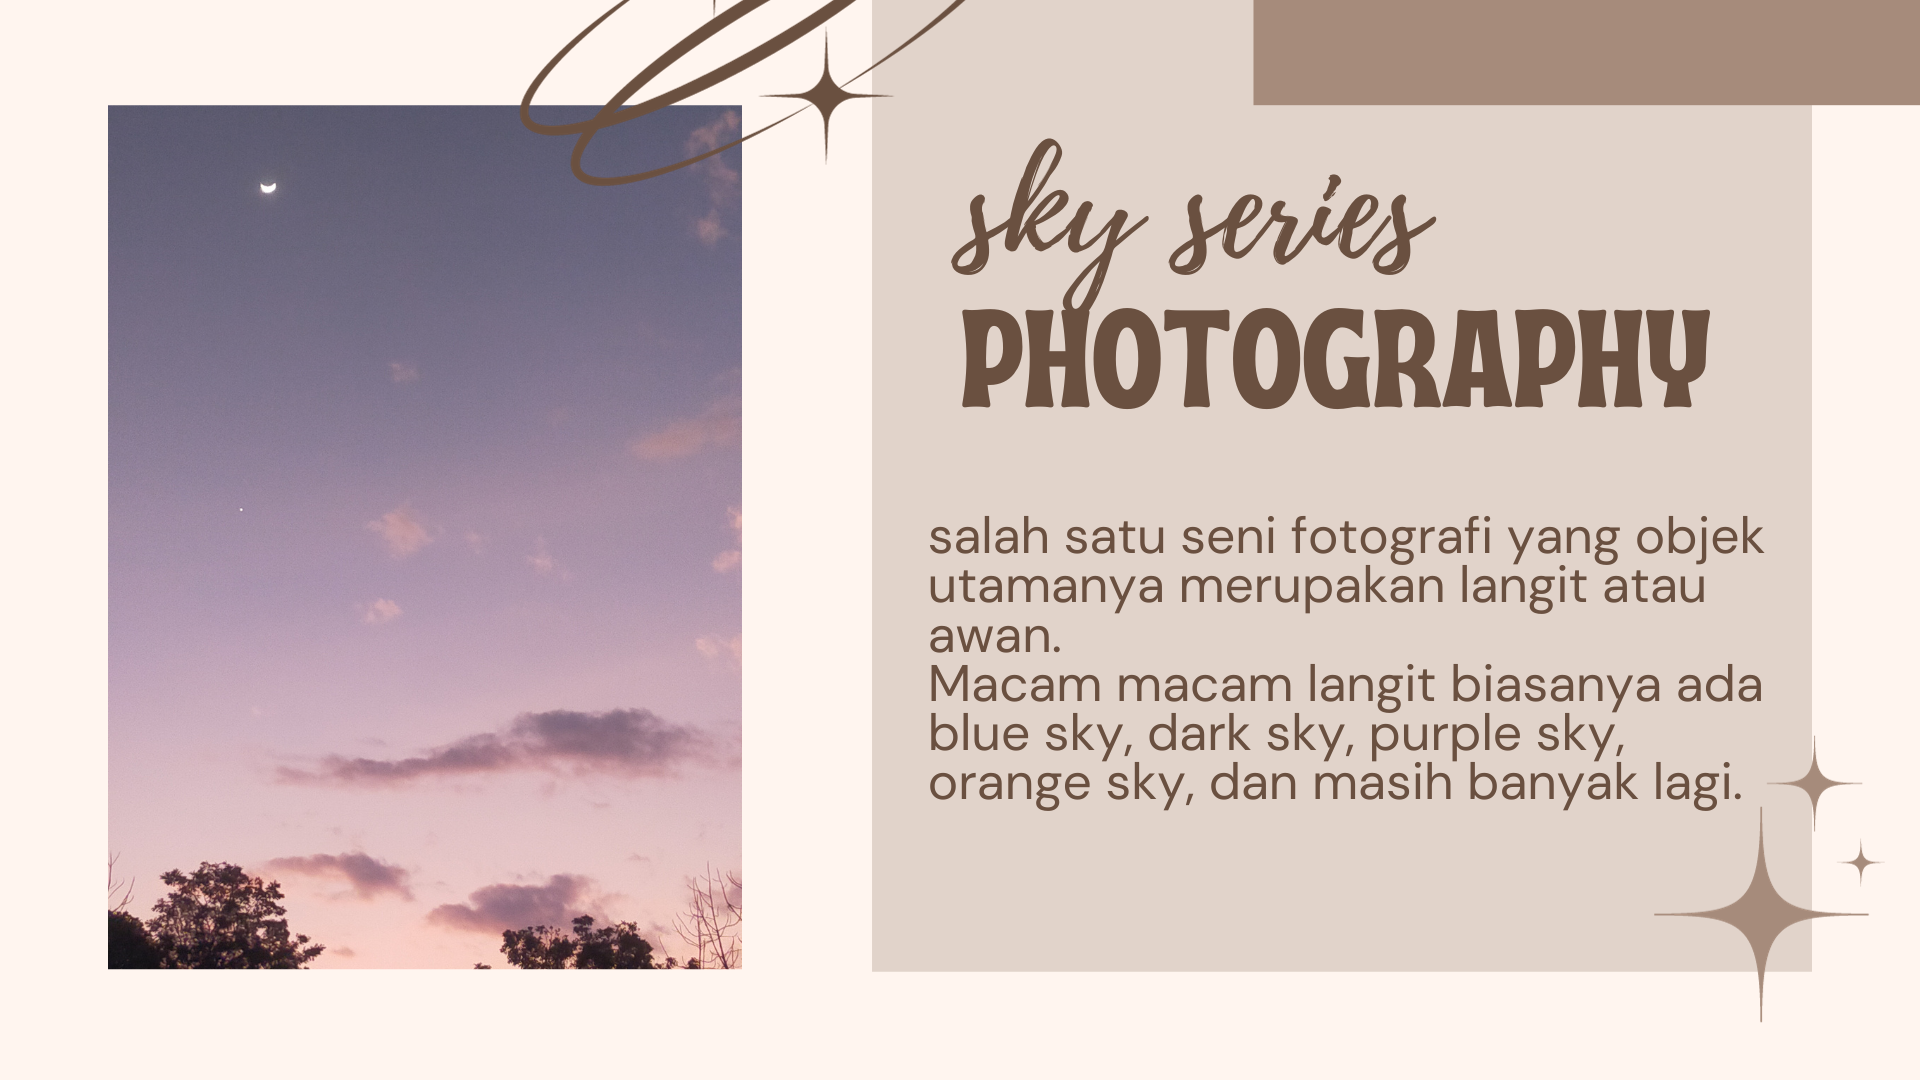 sky series
PHOTOGRAPHY
salah satu seni fotografi yang objek
utamanya merupakan langit atau
awan.
Macam macam langit biasanya ada
blue sky, dark sky, purple sky,
orange sky, dan masih banyak lagi.